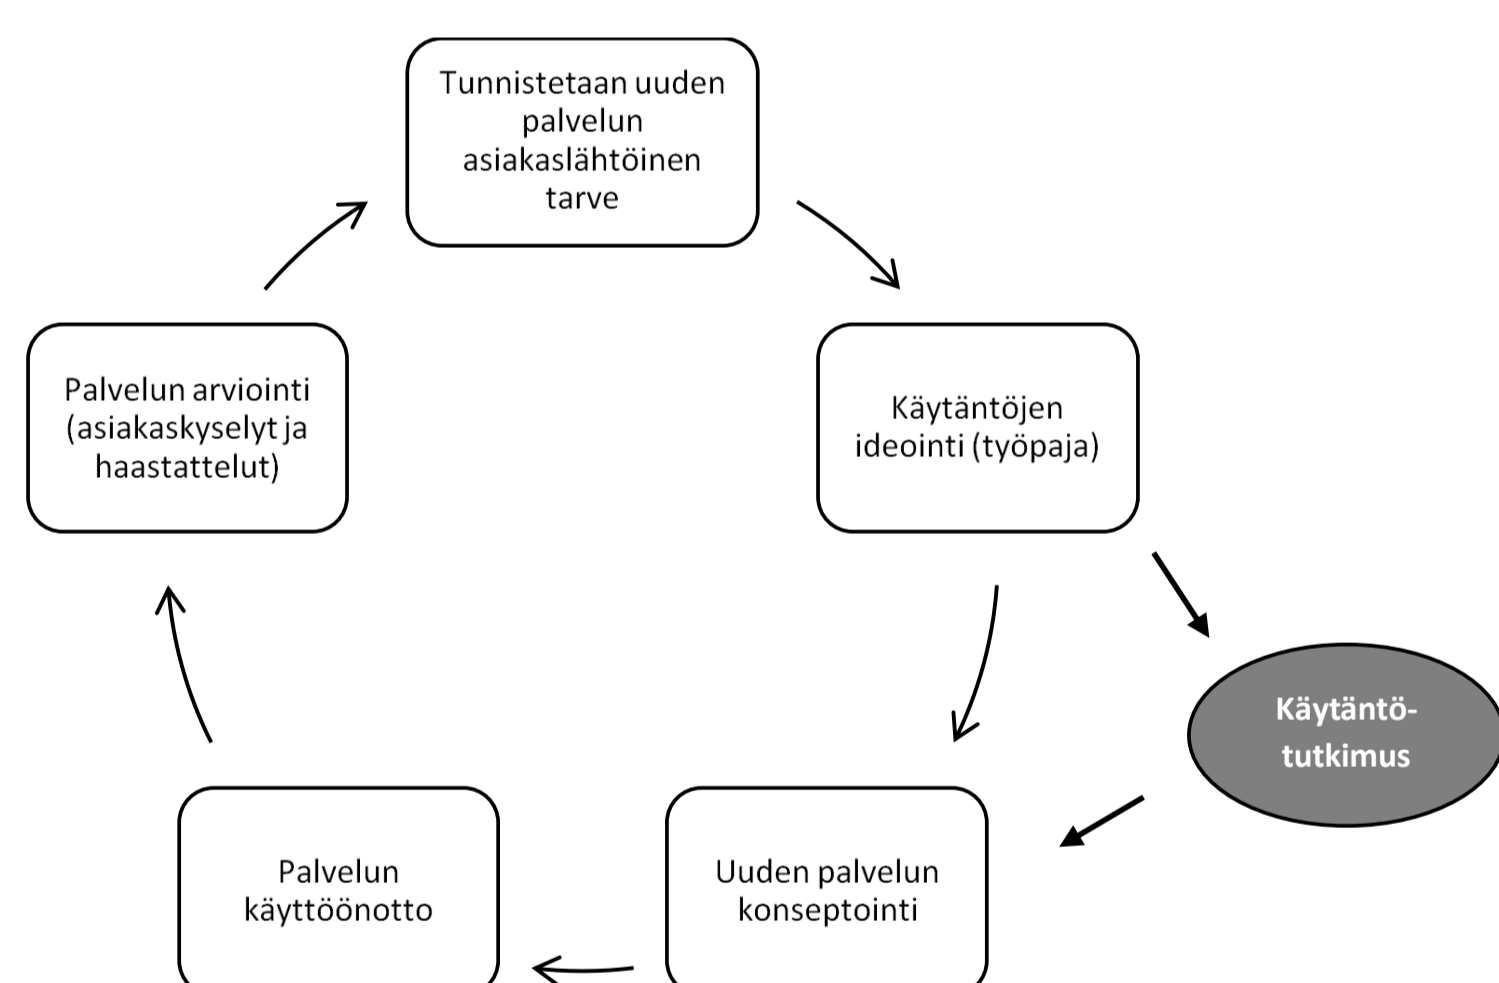 Tunnistetaan uuden
palvelun
asiakaslähtöinen
tarve
Palvelun arviointi
(asiakaskyselyt ja
haastattelut)
Käytäntöjen
ideointi (työpaja)
Käytäntö-
tutkimus
Palvelun
käyttöönotto
Uuden palvelun
konseptointi